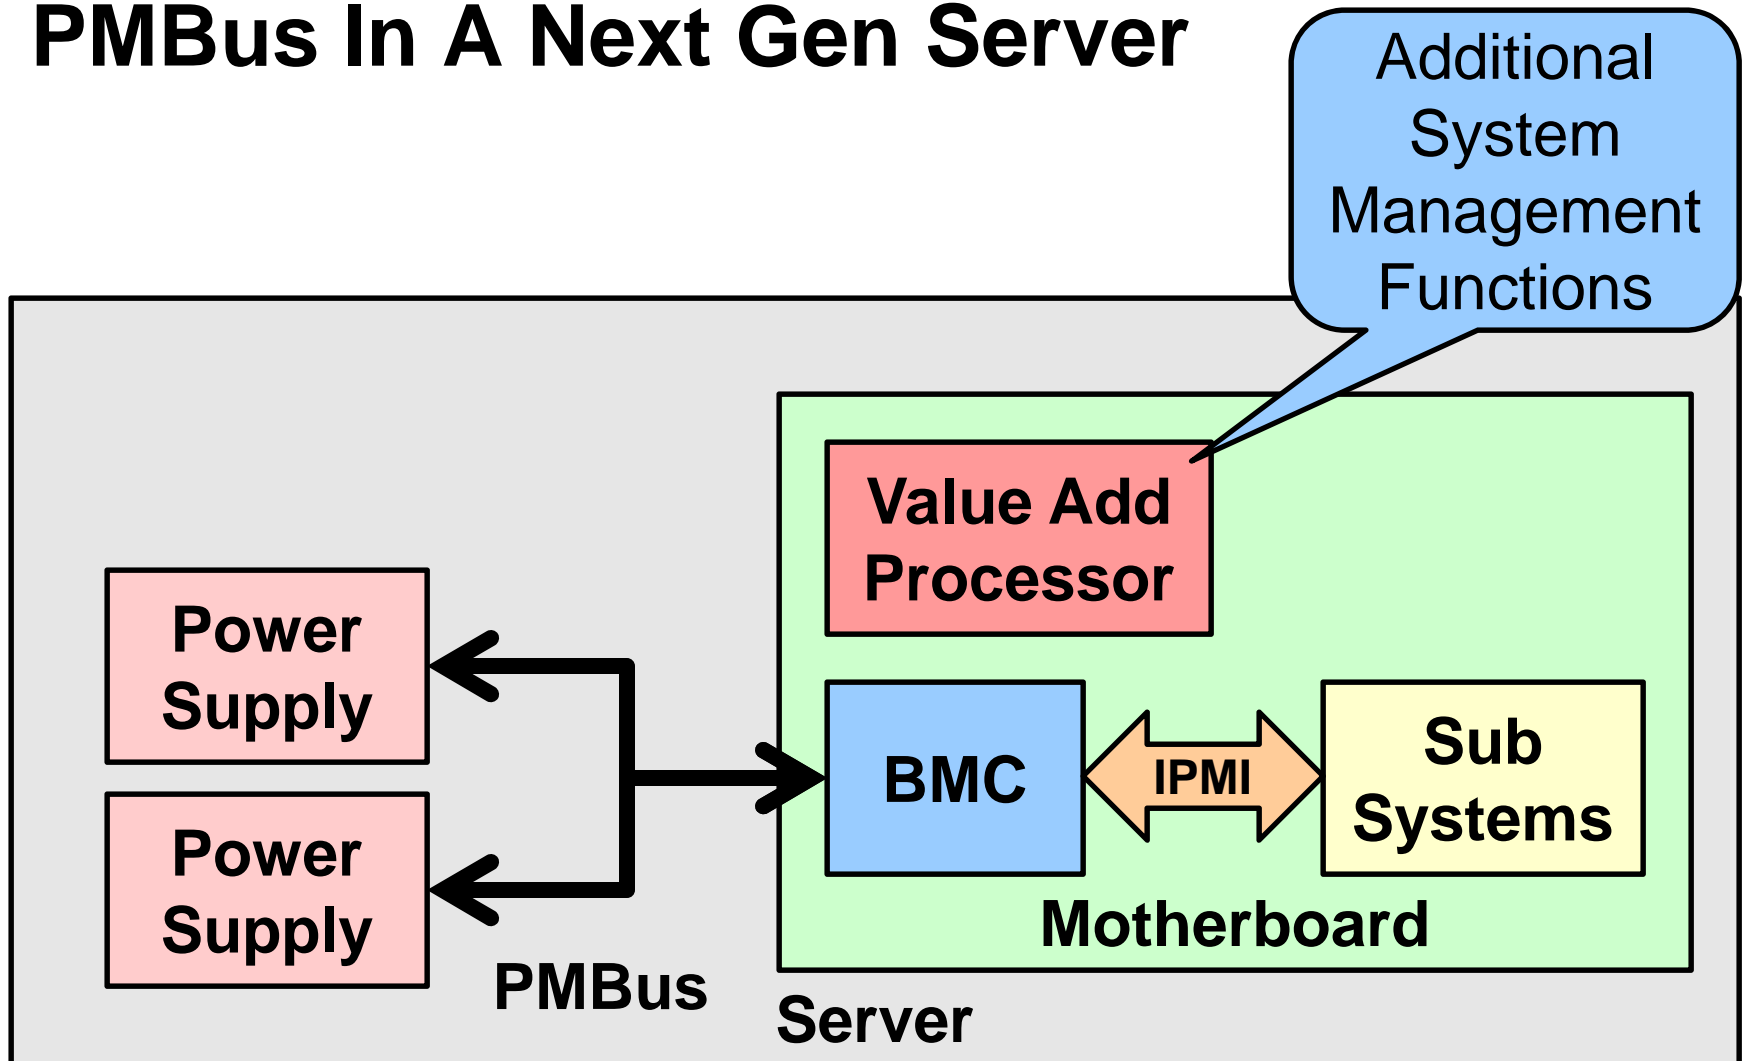 PMBus In A Next Gen Server
Additional
System
Management
Functions
Value Add
Processor
Power
Supply
BMC
IPMI
Sub
Systems
Power
Supply
Motherboard
PMBus
Server